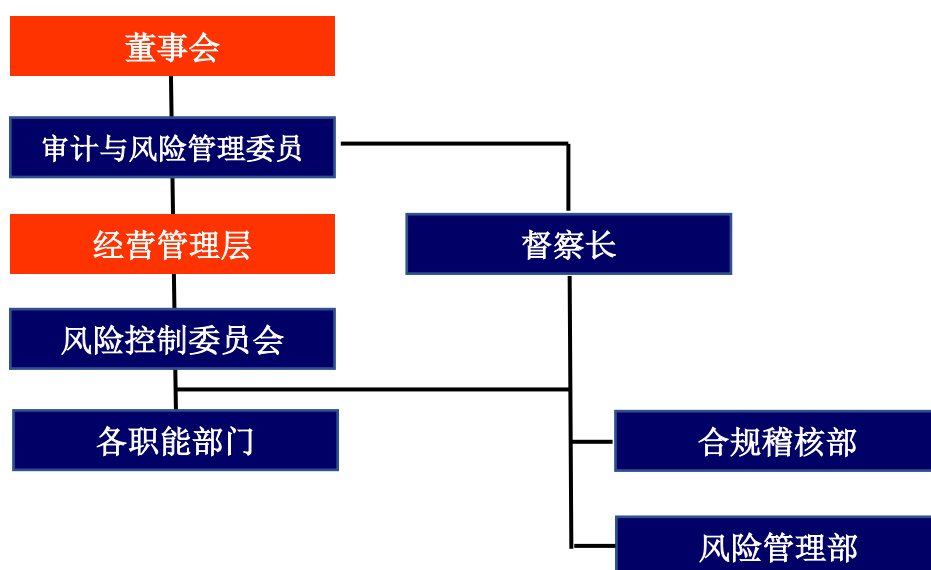 董事会
审计与风险管理委员
经营管理层
督察长
风险控制委员会
各职能部门
合规稽核部
风险管理部